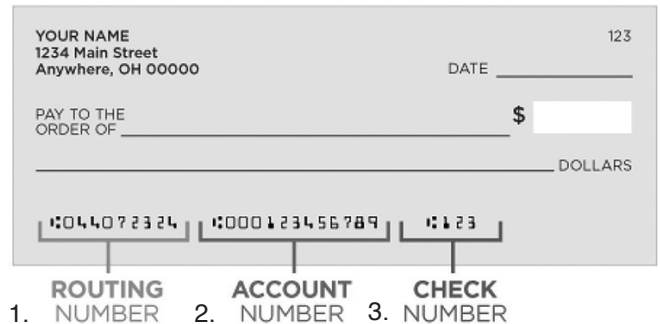 YOUR NAME 123
1234 Main Street
Anywhere, OH 00000
DATE
PAY TO THE
ORDER OF
$
DOLLARS
⑆044072324 ⑆000123456789 ⑆123
1. ROUTING NUMBER
2. ACCOUNT NUMBER
3. CHECK NUMBER